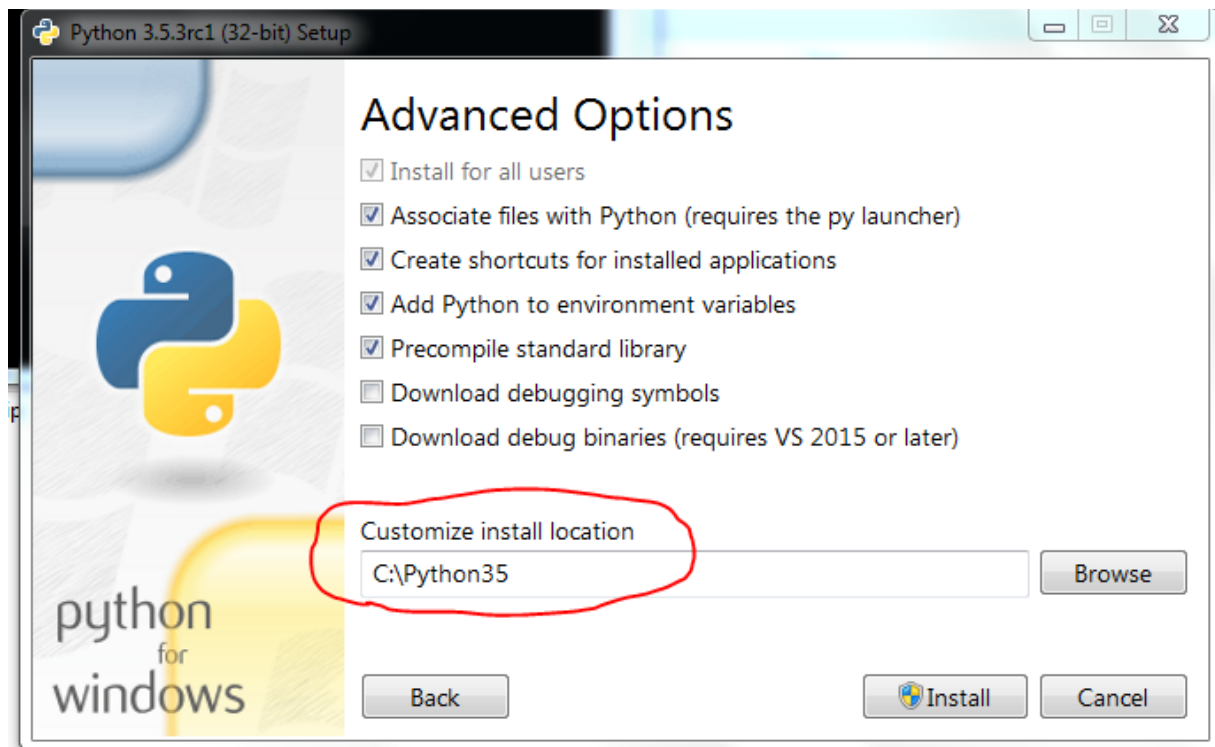 Python 3.5.3rc1 (32-bit) Setup
Advanced Options
Install for all users
Associate files with Python (requires the py launcher)
Create shortcuts for installed applications
Add Python to environment variables
Precompile standard library
Download debugging symbols
Download debug binaries (requires VS 2015 or later)
Customize install location
C:\Python35
Browse
python
for
windows
Back
Install
Cancel